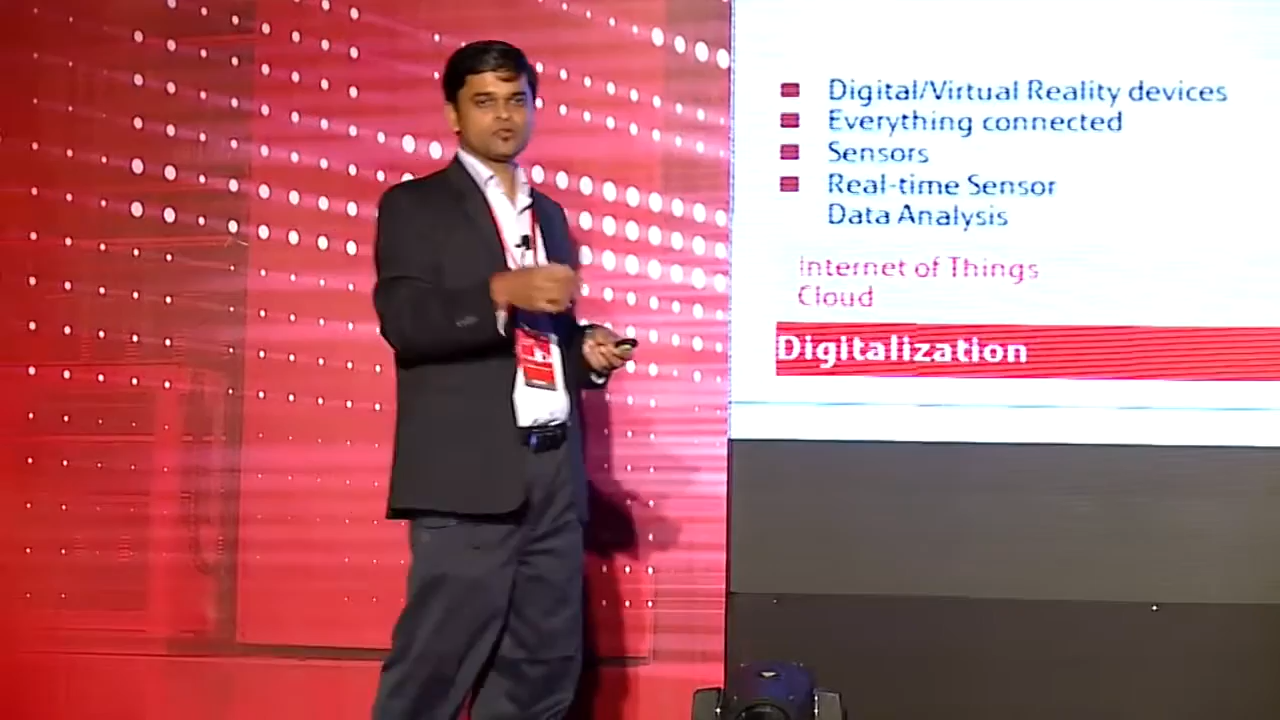 Digital/Virtual Reality devices
Everything connected
Sensors
Real-time Sensor
Data Analysis
Internet of Things
Cloud
Digitalization